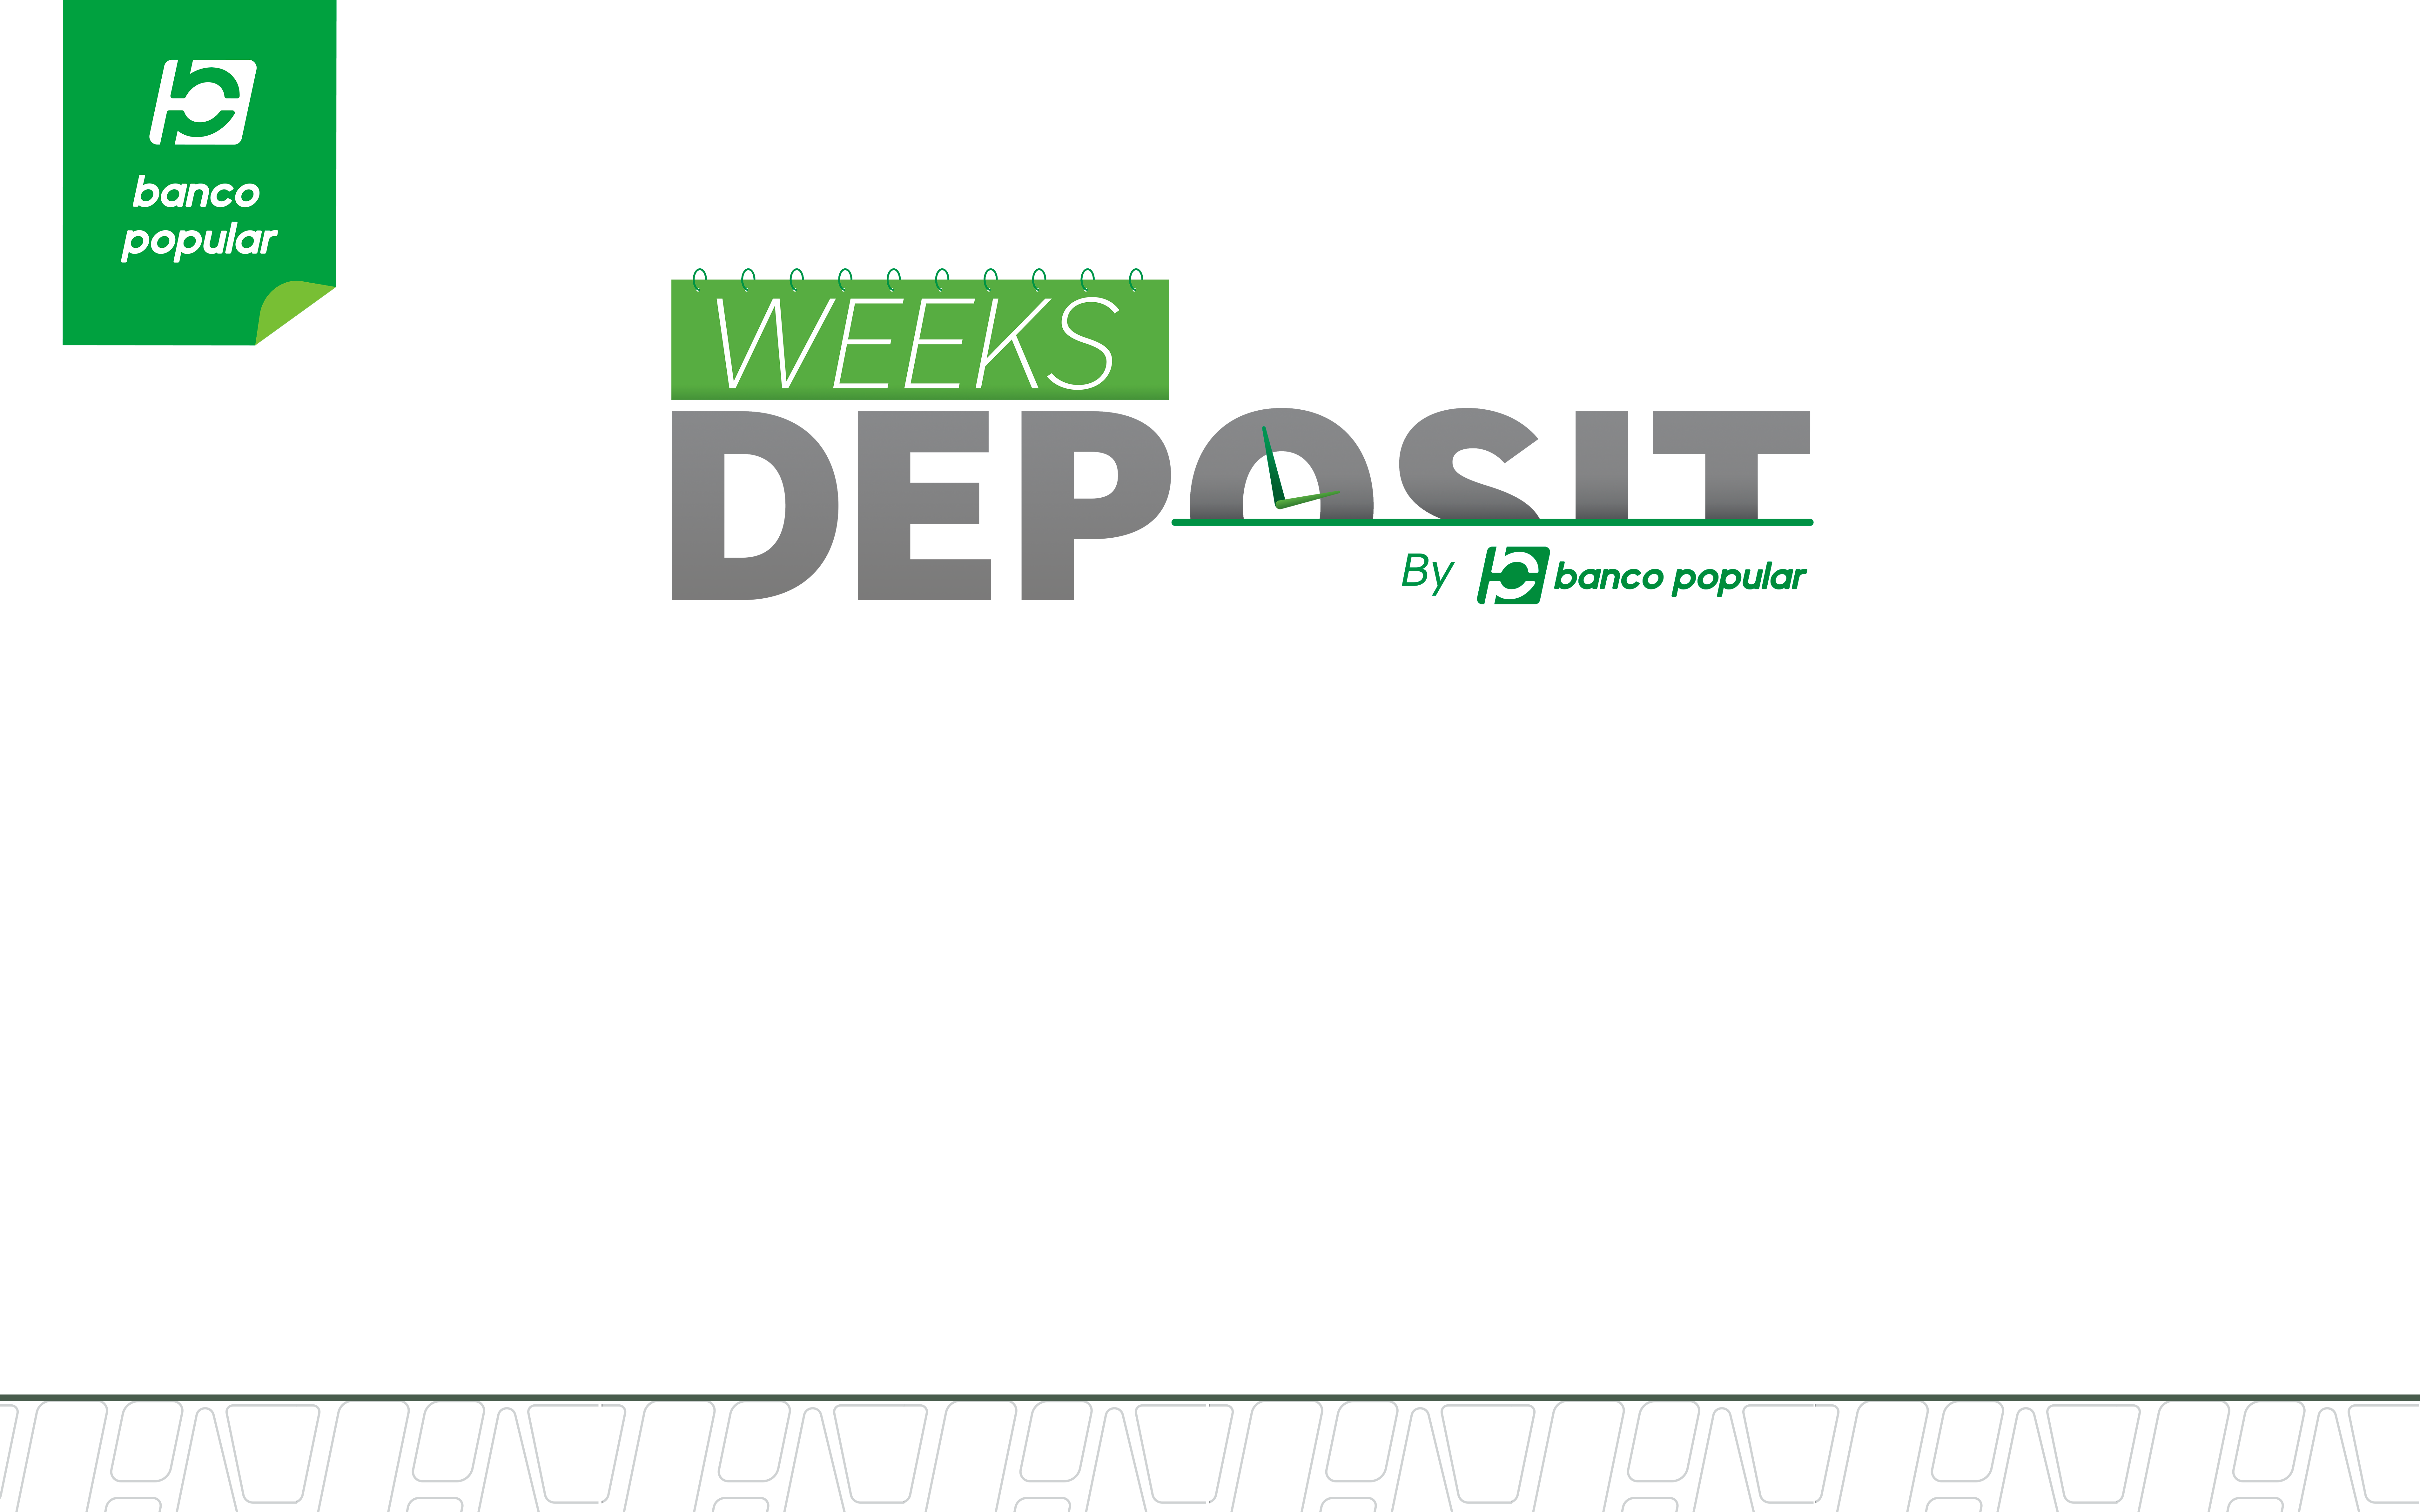 banco
popular
WEEKS
DEPOSIT
By banco popular